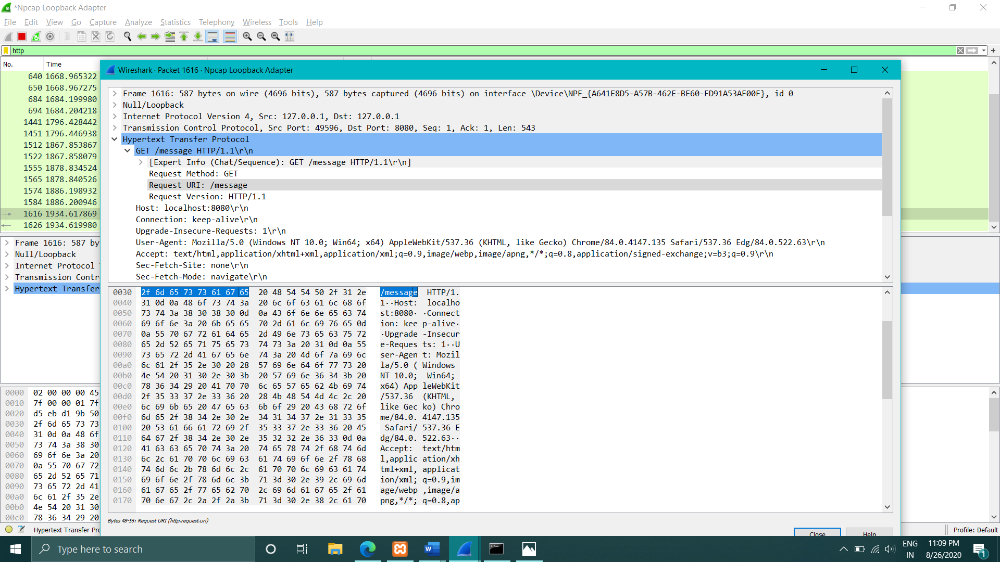 *Npcap Loopback Adapter
File Edit View Go Capture Analyze Statistics Telephony Wireless Tools Help
http
No. Time
640 1668.965322
650 1668.967275
684 1684.199980
694 1684.204218
1441 1796.428442
1451 1796.446938
1512 1867.853867
1522 1867.858079
1555 1878.834524
1565 1878.840526
1574 1886.198932
1584 1886.200946
1616 1934.617869
1626 1934.619980
Frame 1616: 587 by
Null/Loopback
Internet Protocol
Transmission Contr
Hypertext Transfer
0000 02 00 00 00 45
0010 7f 00 00 01 7f
0020 d5 eb d1 9b 50
0030 2f 6d 65 73 73
0040 31 0d 0a 48 6f
0050 73 74 3a 38 30
0060 69 6f 6e 3a 20
0070 0a 55 70 67 72
0080 65 2d 52 65 71
0090 73 65 72 2d 41
00a0 6c 61 2f 35 2e
00b0 4e 54 20 31 30
00c0 78 36 34 29 20
Hypertext Transfer Pro
Wireshark · Packet 1616 · Npcap Loopback Adapter
Frame 1616: 587 bytes on wire (4696 bits), 587 bytes captured (4696 bits) on interface \Device\NPF_{A641E8D5-A57B-462E-BE60-FD91A53AF00F}, id 0
Null/Loopback
Internet Protocol Version 4, Src: 127.0.0.1, Dst: 127.0.0.1
Transmission Control Protocol, Src Port: 49596, Dst Port: 8080, Seq: 1, Ack: 1, Len: 543
Hypertext Transfer Protocol
GET /message HTTP/1.1\r\n
[Expert Info (Chat/Sequence): GET /message HTTP/1.1\r\n]
Request Method: GET
Request URI: /message
Request Version: HTTP/1.1
Host: localhost:8080\r\n
Connection: keep-alive\r\n
Upgrade-Insecure-Requests: 1\r\n
User-Agent: Mozilla/5.0 (Windows NT 10.0; Win64; x64) AppleWebKit/537.36 (KHTML, like Gecko) Chrome/84.0.4147.135 Safari/537.36 Edg/84.0.522.63\r\n
Accept: text/html,application/xhtml+xml,application/xml;q=0.9,image/webp,image/apng,*/*;q=0.8,application/signed-exchange;v=b3;q=0.9\r\n
Sec-Fetch-Site: none\r\n
Sec-Fetch-Mode: navigate\r\n
0030 2f 6d 65 73 73 61 67 65 20 48 54 54 50 2f 31 2e /message HTTP/1.
0040 31 0d 0a 48 6f 73 74 3a 20 6c 6f 63 61 6c 68 6f 1··Host: localho
0050 73 74 3a 38 30 38 30 0d 0a 43 6f 6e 6e 65 63 74 st:8080· ·Connect
0060 69 6f 6e 3a 20 6b 65 65 70 2d 61 6c 69 76 65 0d ion: kee p-alive·
0070 0a 55 70 67 72 61 64 65 2d 49 6e 73 65 63 75 72 ·Upgrade -Insecur
0080 65 2d 52 65 71 75 65 73 74 73 3a 20 31 0d 0a 55 e-Reques ts: 1··U
0090 73 65 72 2d 41 67 65 6e 74 3a 20 4d 6f 7a 69 6c ser-Agen t: Mozil
00a0 6c 61 2f 35 2e 30 20 28 57 69 6e 64 6f 77 73 20 la/5.0 ( Windows
00b0 4e 54 20 31 30 2e 30 3b 20 57 69 6e 36 34 3b 20 NT 10.0; Win64;
00c0 78 36 34 29 20 41 70 70 6c 65 57 65 62 4b 69 74 x64) App leWebKit
00d0 2f 35 33 37 2e 33 36 20 28 4b 48 54 4d 4c 2c 20 /537.36 (KHTML,
00e0 6c 69 6b 65 20 47 65 63 6b 6f 29 20 43 68 72 6f like Gec ko) Chro
00f0 6d 65 2f 38 34 2e 30 2e 34 31 34 37 2e 31 33 35 me/84.0. 4147.135
0100 20 53 61 66 61 72 69 2f 35 33 37 2e 33 36 20 45 Safari/ 537.36 E
0110 64 67 2f 38 34 2e 30 2e 35 32 32 2e 36 33 0d 0a dg/84.0. 522.63··
0120 41 63 63 65 70 74 3a 20 74 65 78 74 2f 68 74 6d Accept: text/htm
0130 6c 2c 61 70 70 6c 69 63 61 74 69 6f 6e 2f 78 68 l,applic ation/xh
0140 74 6d 6c 2b 78 6d 6c 2c 61 70 70 6c 69 63 61 74 tml+xml, applicat
0150 69 6f 6e 2f 78 6d 6c 3b 71 3d 30 2e 39 2c 69 6d ion/xml; q=0.9,im
0160 61 67 65 2f 77 65 62 70 2c 69 6d 61 67 65 2f 61 age/webp ,image/a
0170 70 6e 67 2c 2a 2f 2a 3b 71 3d 30 2e 38 2c 61 70 png,*/*; q=0.8,ap
Bytes 48-55: Request URI (http.request.uri)
Close Help
Profile: Default
Type here to search
ENG
IN
11:09 PM
8/26/2020
1